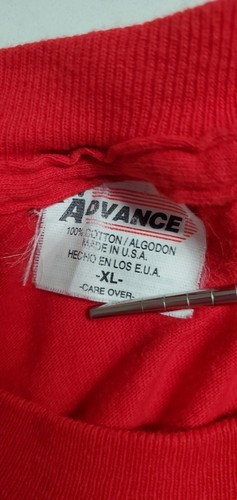 ADVANCE
100% COTTON / ALGODON
MADE IN U.S.A.
HECHO EN LOS E.U.A.
-XL-
-CARE OVER-